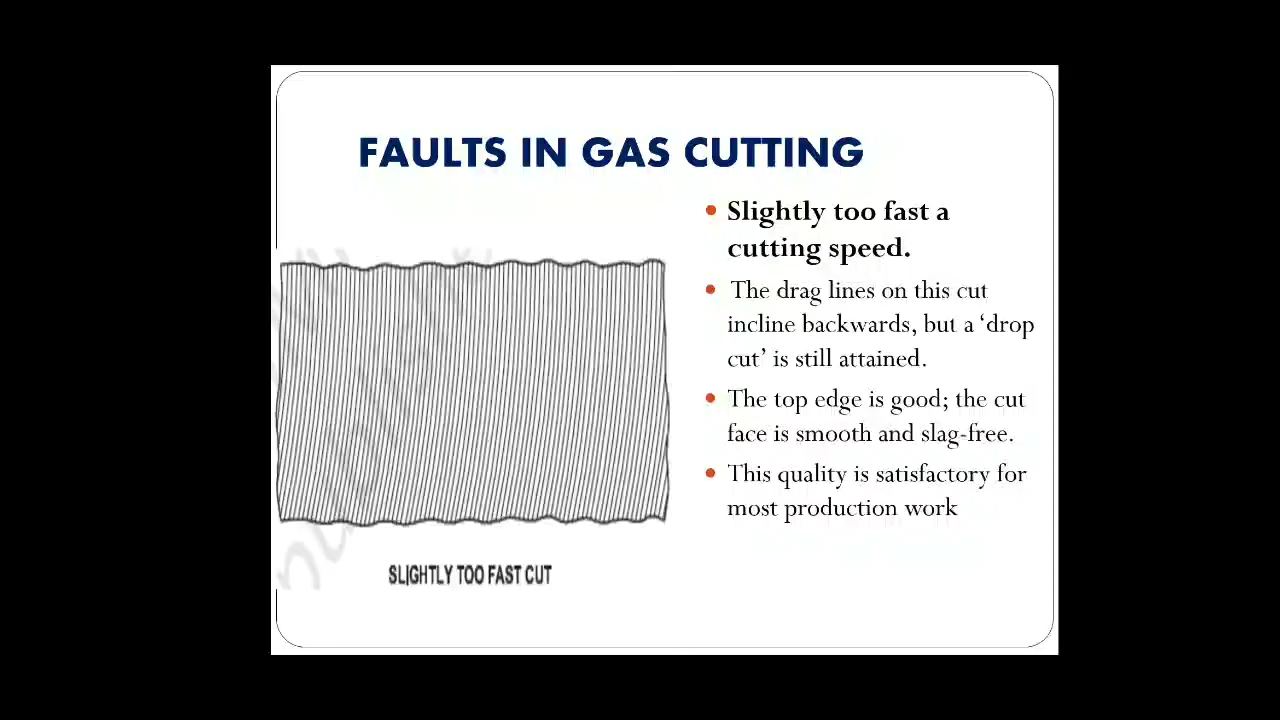 FAULTS IN GAS CUTTING
Slightly too fast a
cutting speed.
The drag lines on this cut
incline backwards, but a ‘drop
cut’ is still attained.
The top edge is good; the cut
face is smooth and slag-free.
This quality is satisfactory for
most production work
SLIGHTLY TOO FAST CUT